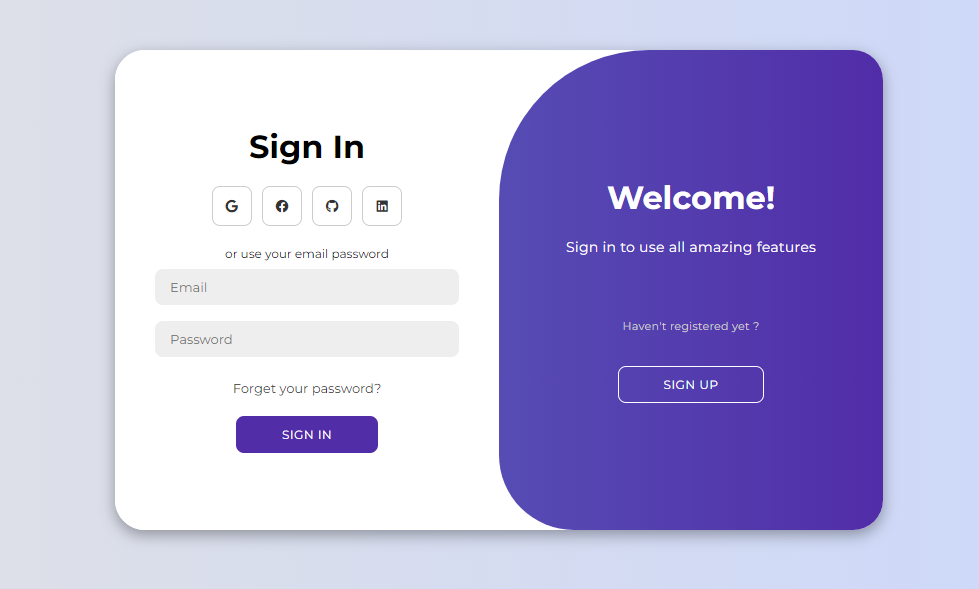 Sign In
or use your email password
Email
Password
Forget your password?
SIGN IN
Welcome!
Sign in to use all amazing features
Haven't registered yet ?
SIGN UP